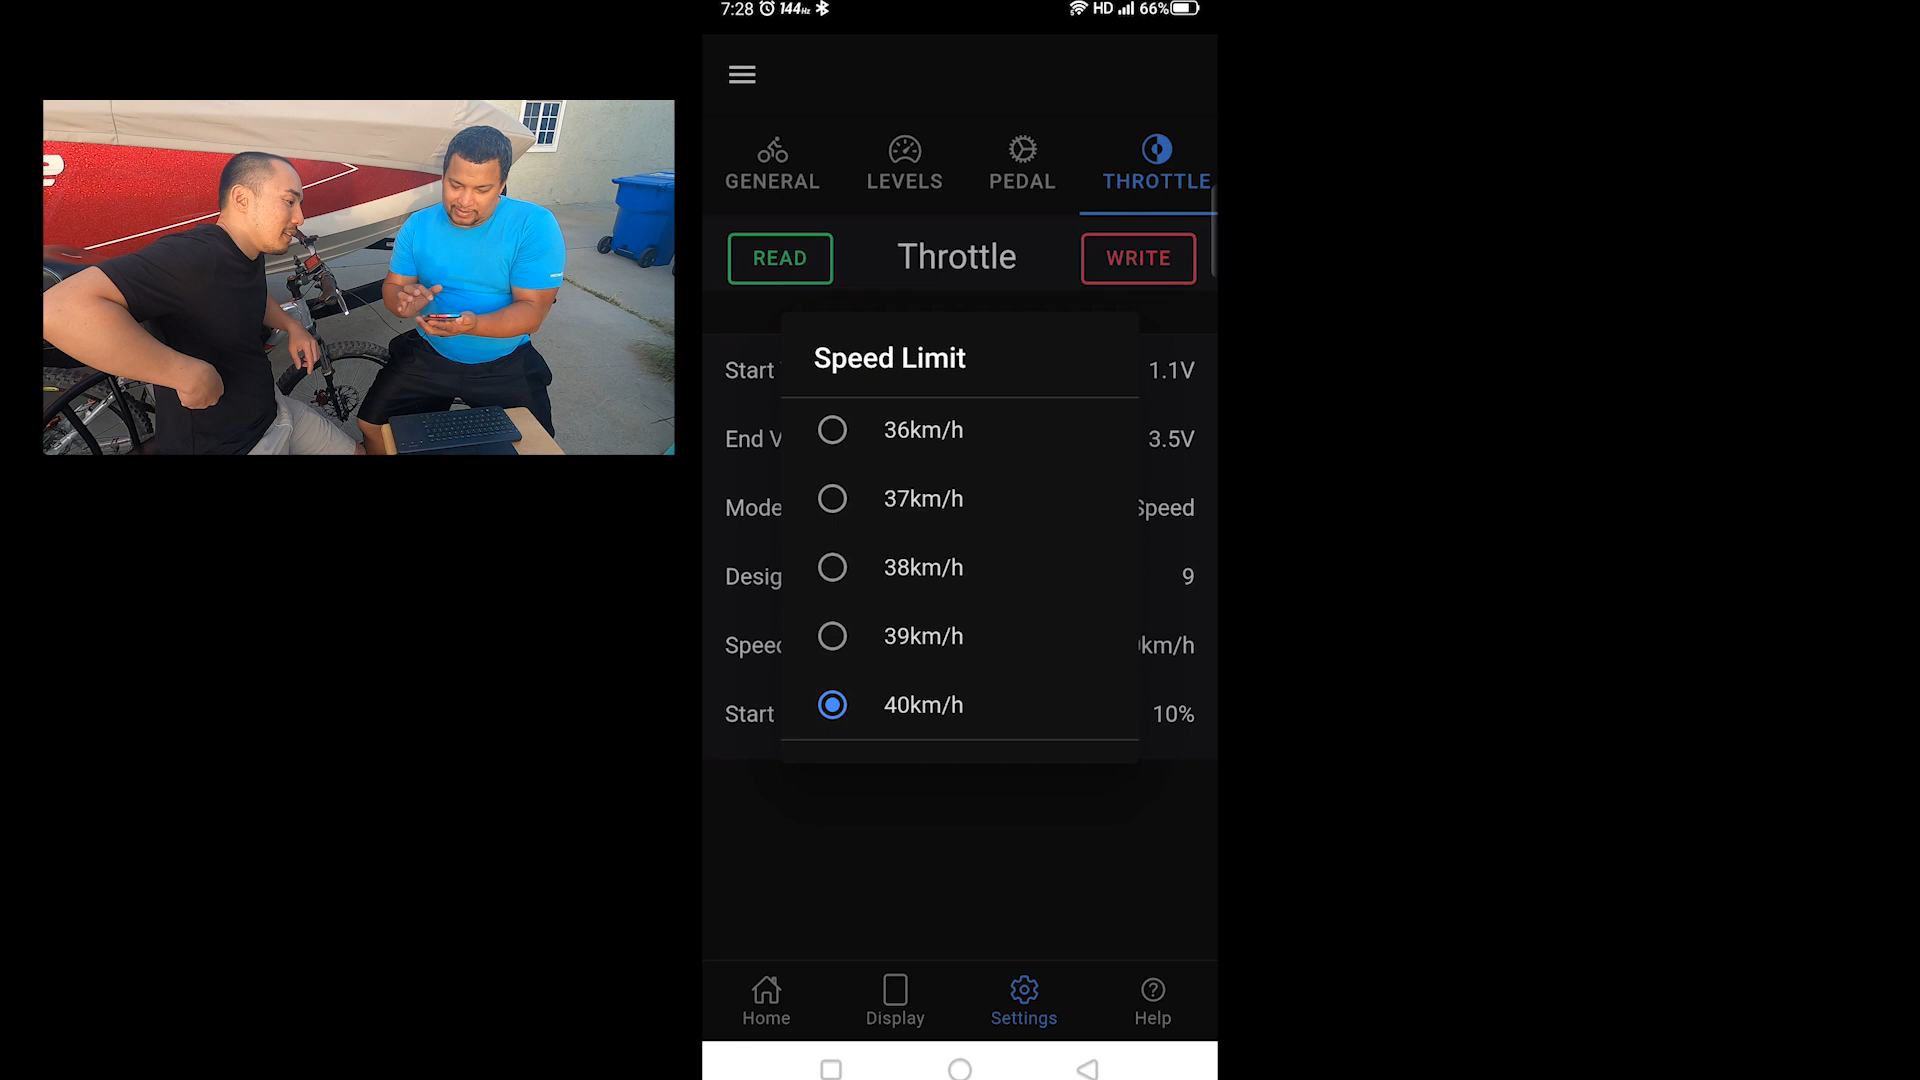 7:28 144Hz HD 66%
GENERAL LEVELS PEDAL THROTTLE
READ Throttle WRITE
Speed Limit
Start 1.1V
36km/h
End V 3.5V
37km/h
Mode Speed
38km/h
Desig 9
39km/h
Speed km/h
40km/h
Start 10%
Home Display Settings Help
e